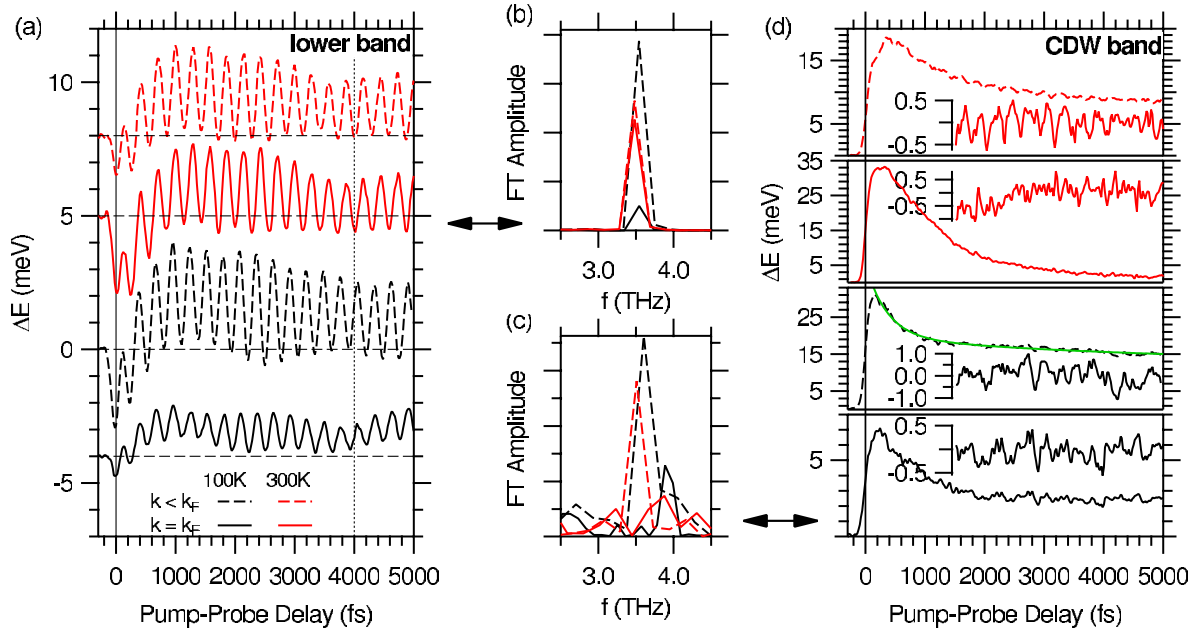 (a)
lower band
ΔE (meV)
10
5
0
-5
100K 300K
k < kF
k = kF
0 1000 2000 3000 4000 5000
Pump-Probe Delay (fs)
(b)
FT Amplitude
3.0 4.0
f (THz)
(c)
FT Amplitude
3.0 4.0
f (THz)
(d)
CDW band
ΔE (meV)
15
5
0.5
-0.5
35
25
15
5
0.5
-0.5
25
15
5
1.0
0.0
-1.0
5
0.5
-0.5
0 1000 2000 3000 4000 5000
Pump-Probe Delay (fs)